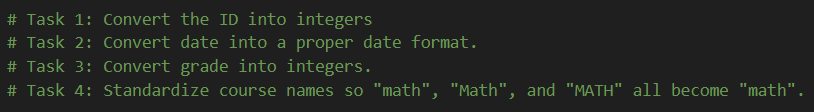 # Task 1: Convert the ID into integers
# Task 2: Convert date into a proper date format.
# Task 3: Convert grade into integers.
# Task 4: Standardize course names so "math", "Math", and "MATH" all become "math".